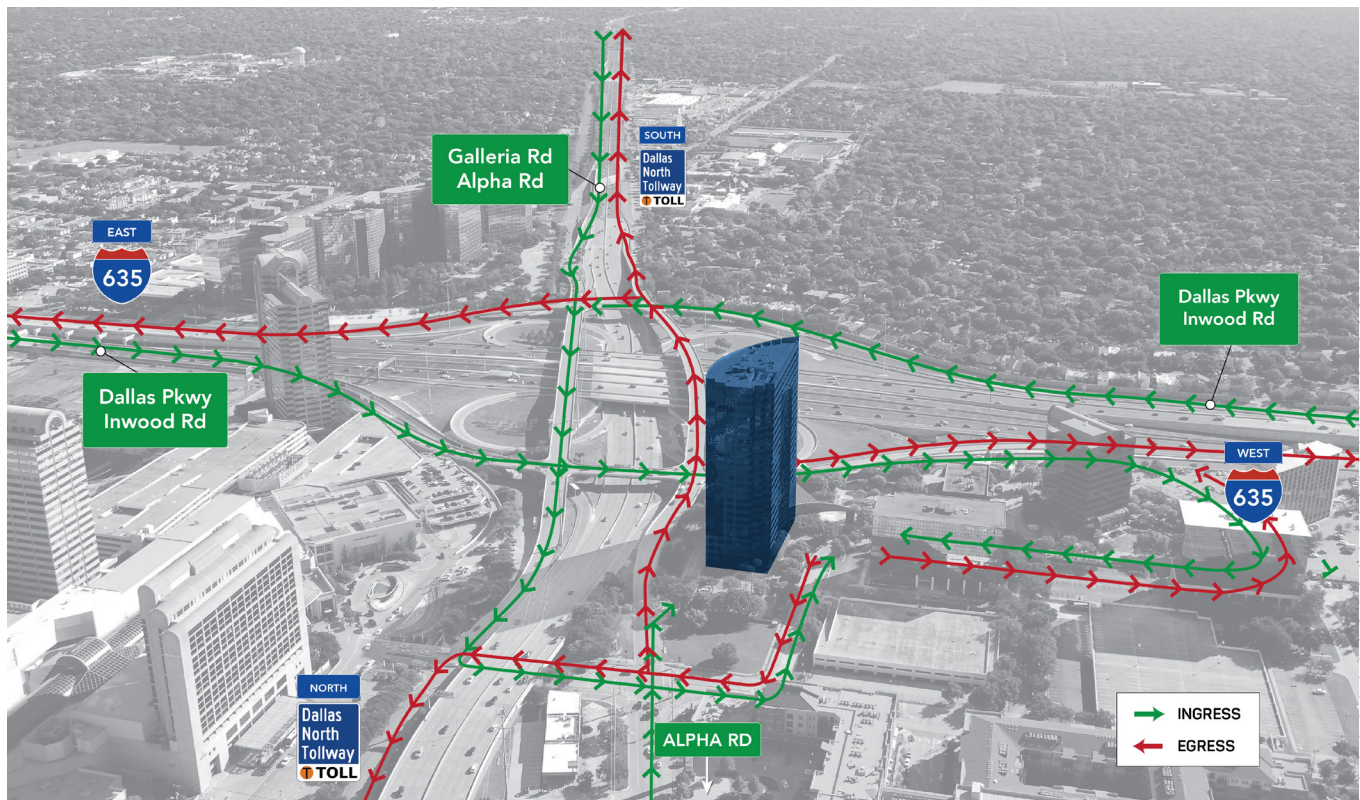 Galleria Rd
Alpha Rd
SOUTH
Dallas
North
Tollway
T TOLL
EAST
635
Dallas Pkwy
Inwood Rd
Dallas Pkwy
Inwood Rd
WEST
635
NORTH
Dallas
North
Tollway
T TOLL
ALPHA RD
INGRESS
EGRESS